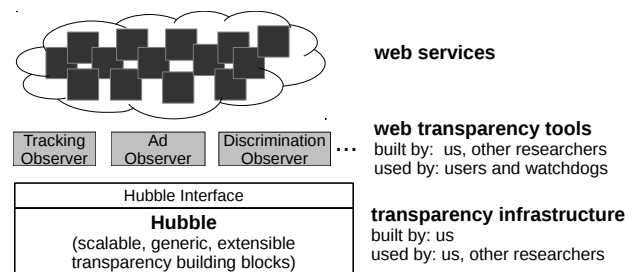 web services
Tracking
Observer
Ad
Observer
Discrimination
Observer
...
web transparency tools
built by: us, other researchers
used by: users and watchdogs
Hubble Interface
Hubble
(scalable, generic, extensible
transparency building blocks)
transparency infrastructure
built by: us
used by: us, other researchers